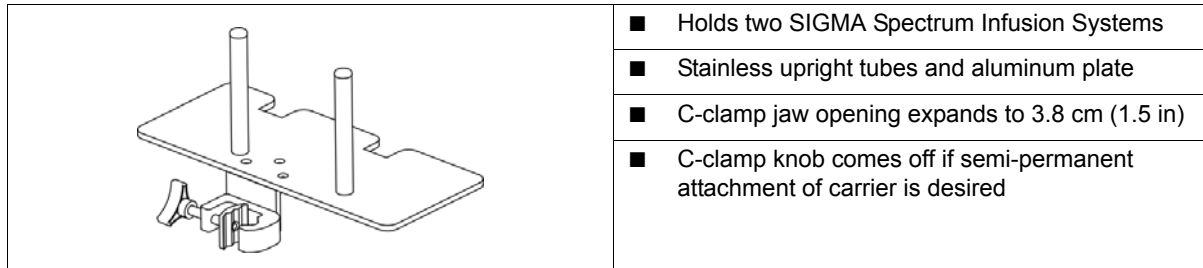 ■ Holds two SIGMA Spectrum Infusion Systems
■ Stainless upright tubes and aluminum plate
■ C-clamp jaw opening expands to 3.8 cm (1.5 in)
■ C-clamp knob comes off if semi-permanent
attachment of carrier is desired